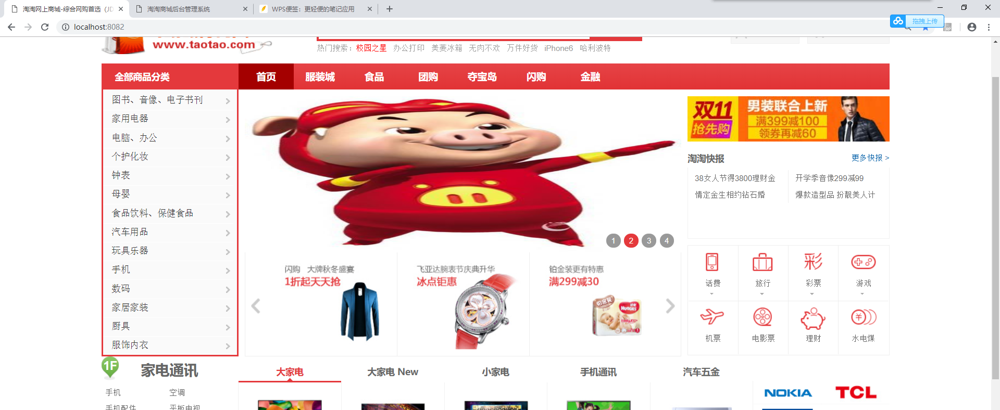 淘淘网上商城-综合网购首选（JD
淘淘商城后台管理系统
WPS便签：更轻便的笔记应用
localhost:8082
拖拽上传
www.taotao.com
热门搜索：校园之星 办公打印 美菱冰箱 无肉不欢 万件好货 iPhone6 哈利波特
全部商品分类 首页 服装城 食品 团购 夺宝岛 闪购 金融
图书、音像、电子书刊
家用电器
电脑、办公
个护化妆
钟表
母婴
食品饮料、保健食品
汽车用品
玩具乐器
手机
数码
家居家装
厨具
服饰内衣
1 2 3 4
闪购 大牌秋冬盛宴
1折起天天抢
飞亚达腕表节庆典升华
冰点钜惠
铂金装更有特惠
满299减30
铂金装
HUGGIES
双11
抢先购
男装联合上新
满399减100
领券再减60
淘淘快报 更多快报 >
38女人节得3800理财金 开学季音像299减99
情定金生相约钻石婚 爆款造型品 扮靓美人计
彩
话费 旅行 彩票 游戏
机票 电影票 理财 水电煤
1F 家电通讯
大家电 大家电 New 小家电 手机通讯 汽车五金
手机 空调
手机配件 平板电视
NOKIA TCL